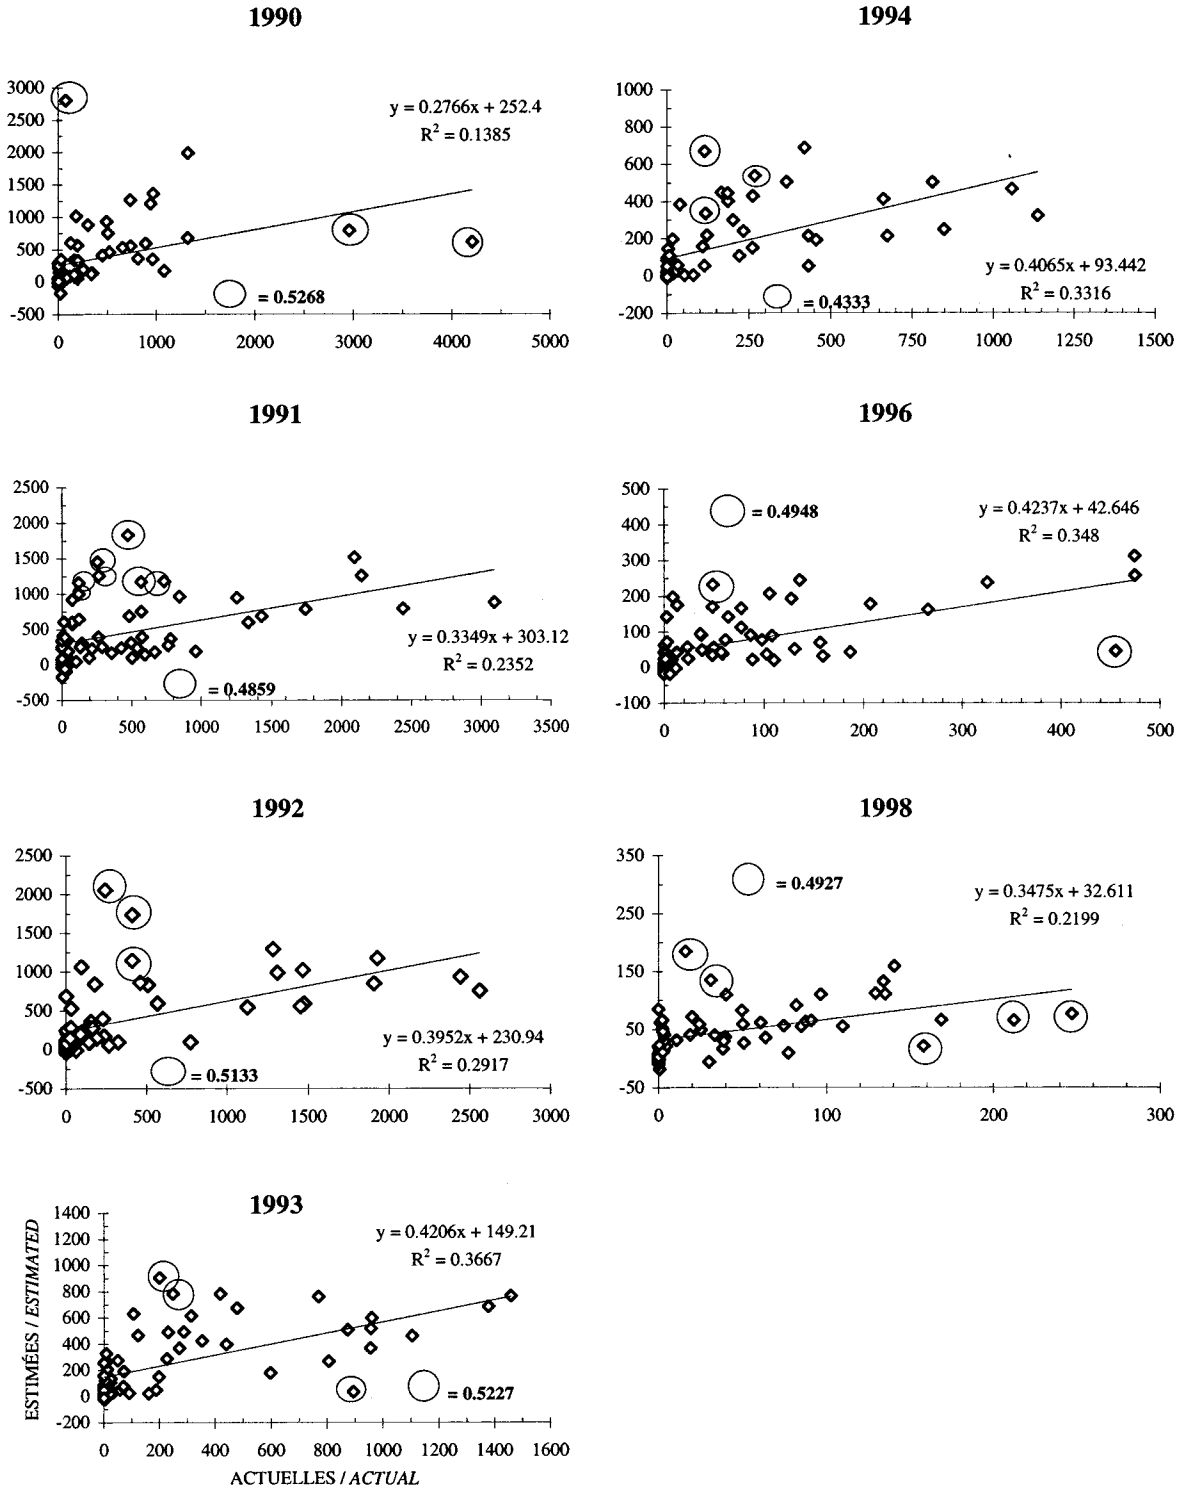 1990
3000
2500
2000
1500
1000
500
0
-500
0 1000 2000 3000 4000 5000
y = 0.2766x + 252.4
R² = 0.1385
= 0.5268
1994
1000
800
600
400
200
0
-200
0 250 500 750 1000 1250 1500
y = 0.4065x + 93.442
R² = 0.3316
= 0.4333
1991
2500
2000
1500
1000
500
0
-500
0 500 1000 1500 2000 2500 3000 3500
y = 0.3349x + 303.12
R² = 0.2352
= 0.4859
1996
500
400
300
200
100
0
-100
0 100 200 300 400 500
= 0.4948
y = 0.4237x + 42.646
R² = 0.348
1992
2500
2000
1500
1000
500
0
-500
0 500 1000 1500 2000 2500 3000
y = 0.3952x + 230.94
R² = 0.2917
= 0.5133
1998
350
250
150
50
-50
0 100 200 300
= 0.4927
y = 0.3475x + 32.611
R² = 0.2199
1993
1400
1200
1000
800
600
400
200
0
-200
0 200 400 600 800 1000 1200 1400 1600
y = 0.4206x + 149.21
R² = 0.3667
= 0.5227
ESTIMÉES / ESTIMATED
ACTUELLES / ACTUAL